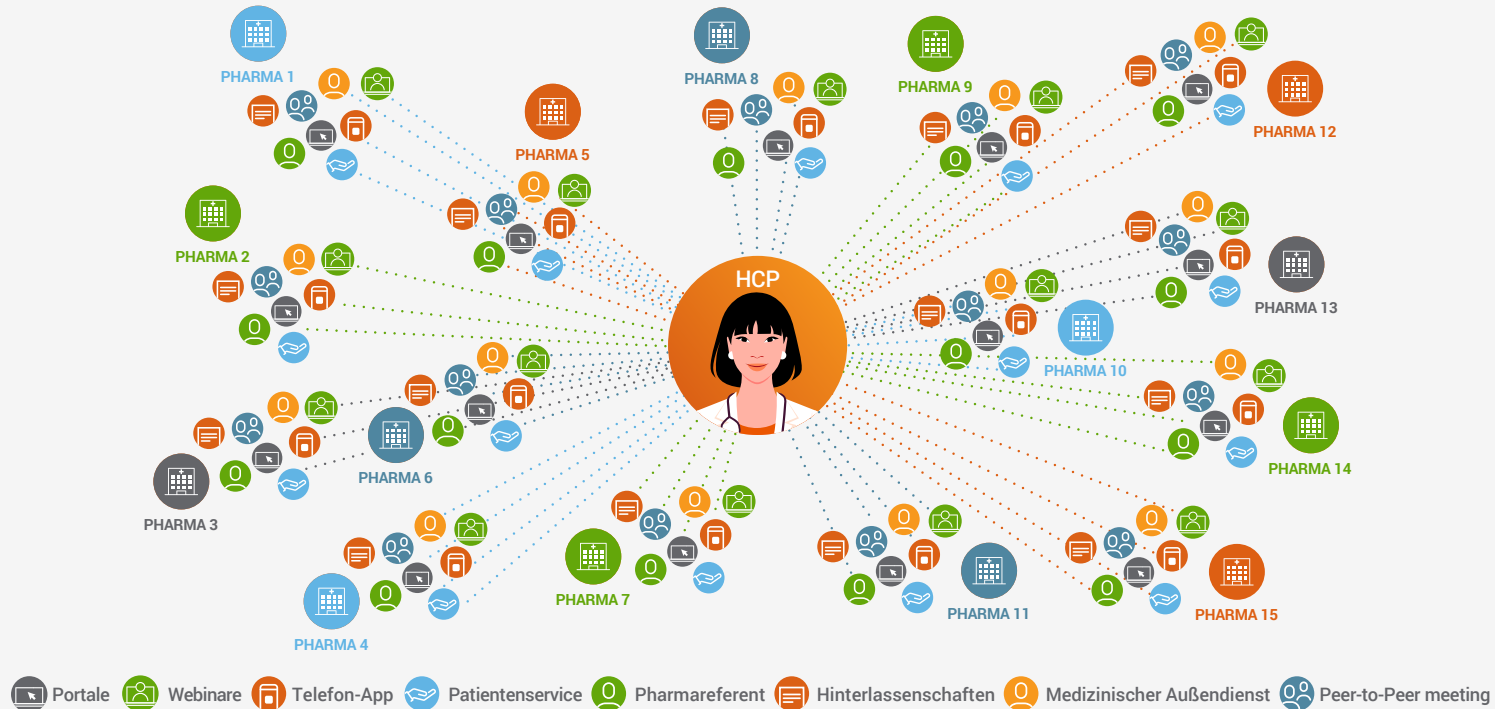 PHARMA 1
PHARMA 8
PHARMA 9
PHARMA 12
PHARMA 5
PHARMA 2
HCP
PHARMA 13
PHARMA 10
PHARMA 6
PHARMA 14
PHARMA 3
PHARMA 7
PHARMA 11
PHARMA 15
PHARMA 4
Portale Webinare Telefon-App Patientenservice Pharmareferent Hinterlassenschaften Medizinischer Außendienst Peer-to-Peer meeting